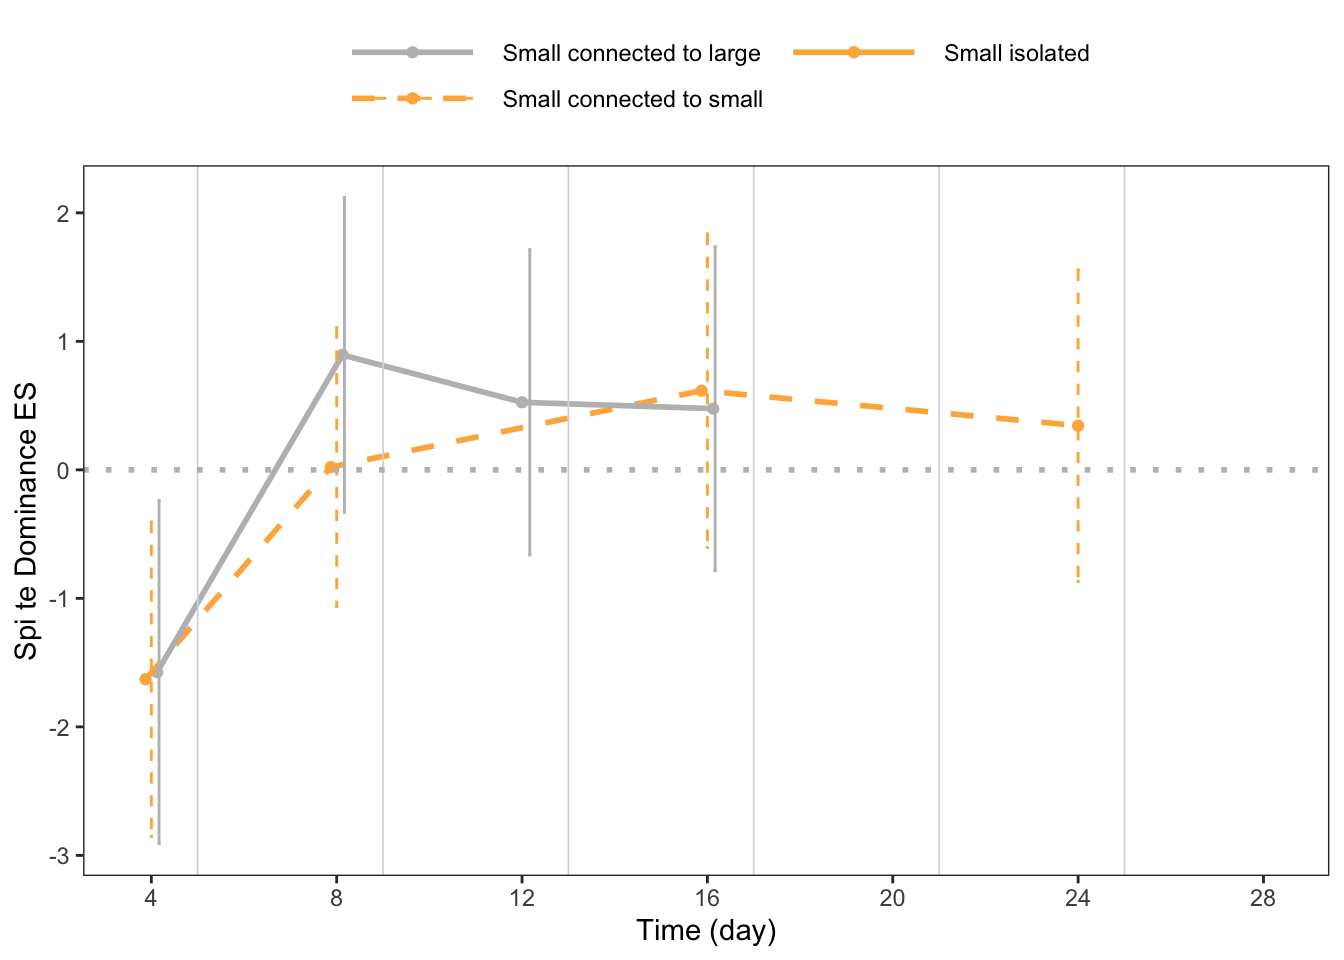 Small connected to large
Small isolated
Small connected to small
Spi te Dominance ES
2
1
0
-1
-2
-3
4
8
12
16
20
24
28
Time (day)